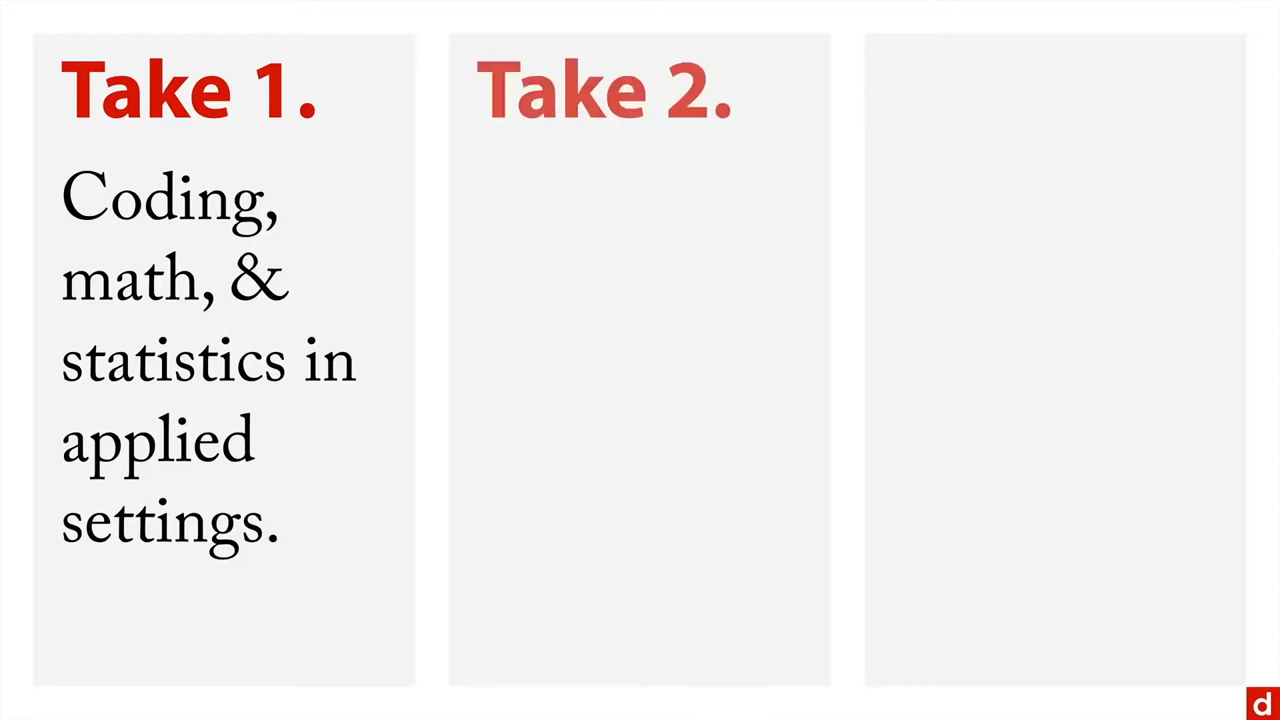 Take 1.
Coding,
math, &
statistics in
applied
settings.
Take 2.
d